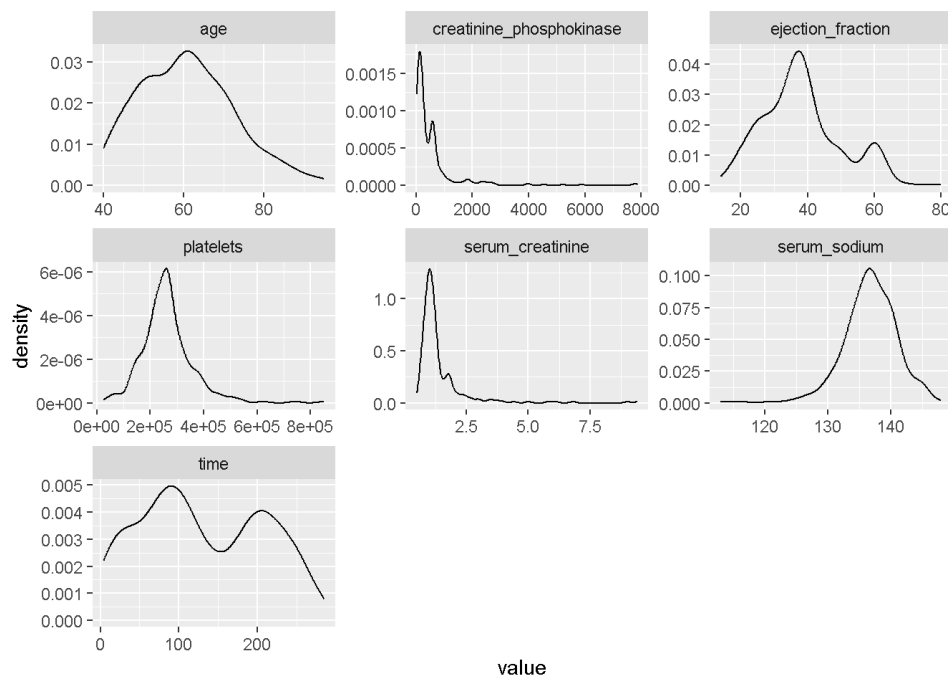 age
0.03
0.02
0.01
0.00
40 60 80
creatinine_phosphokinase
0.0015
0.0010
0.0005
0.0000
0 2000 4000 6000 8000
ejection_fraction
0.04
0.03
0.02
0.01
0.00
20 40 60 80
platelets
6e-06
4e-06
2e-06
0e+00
0e+00 2e+05 4e+05 6e+05 8e+05
serum_creatinine
1.0
0.5
0.0
2.5 5.0 7.5
serum_sodium
0.100
0.075
0.050
0.025
0.000
120 130 140
time
0.005
0.004
0.003
0.002
0.001
0.000
0 100 200
density
value